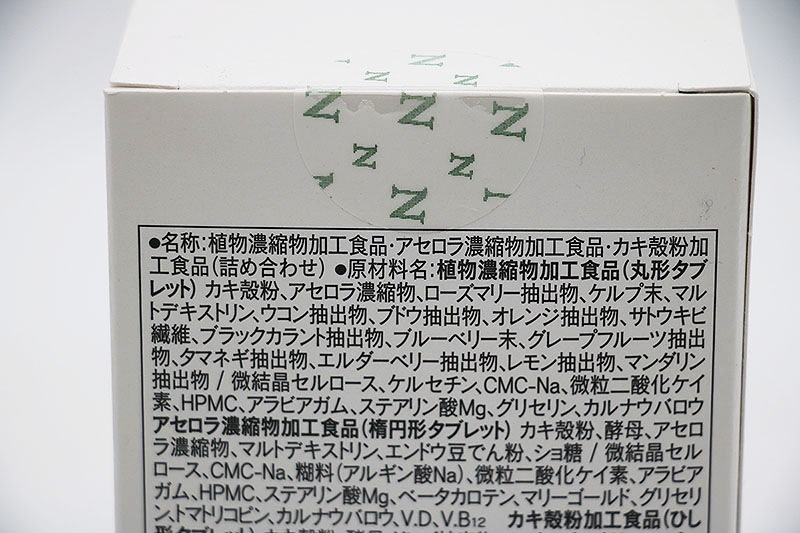 Z Z Z
Z Z Z
Z Z
Z
●名称:植物濃縮物加工食品・アセロラ濃縮物加工食品・カキ殻粉加
工食品(詰め合わせ) ●原材料名:植物濃縮物加工食品(丸形タブ
レット) カキ殻粉、アセロラ濃縮物、ローズマリー抽出物、ケルプ末、マル
トデキストリン、ウコン抽出物、ブドウ抽出物、オレンジ抽出物、サトウキビ
繊維、ブラックカラント抽出物、ブルーベリー末、グレープフルーツ抽出
物、タマネギ抽出物、エルダーベリー抽出物、レモン抽出物、マンダリン
抽出物 / 微結晶セルロース、ケルセチン、CMC-Na、微粒二酸化ケイ
素、HPMC、アラビアガム、ステアリン酸Mg、グリセリン、カルナウバロウ
アセロラ濃縮物加工食品(楕円形タブレット) カキ殻粉、酵母、アセロ
ラ濃縮物、マルトデキストリン、エンドウ豆でん粉、ショ糖 / 微結晶セル
ロース、CMC-Na、糊料(アルギン酸Na)、微粒二酸化ケイ素、アラビア
ガム、HPMC、ステアリン酸Mg、ベータカロテン、マリーゴールド、グリセリ
ン、トマトリコピン、カルナウバロウ、V.D、V.B12 カキ殻粉加工食品(ひし